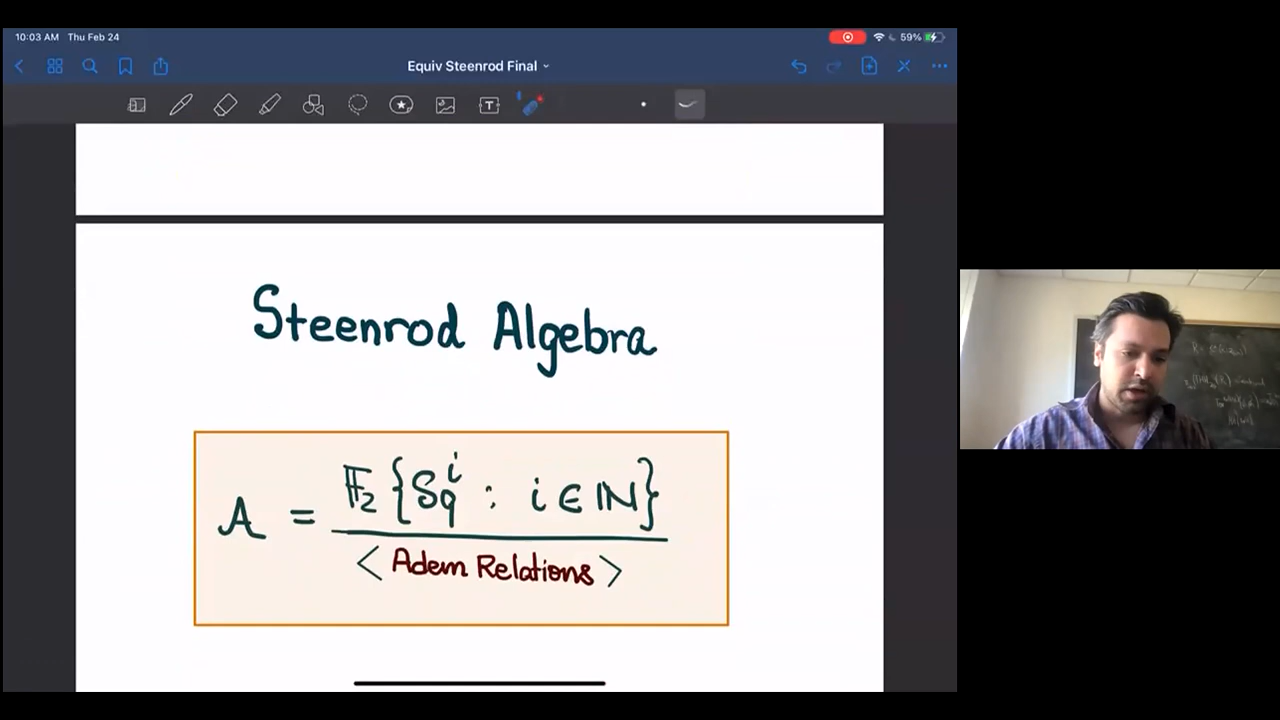 10:03 AM Thu Feb 24
59%
Equiv Steenrod Final
Steenrod Algebra
𝒜 = 𝔽₂ {Sqⁱ : i ∈ ℕ}
< Adem Relations >